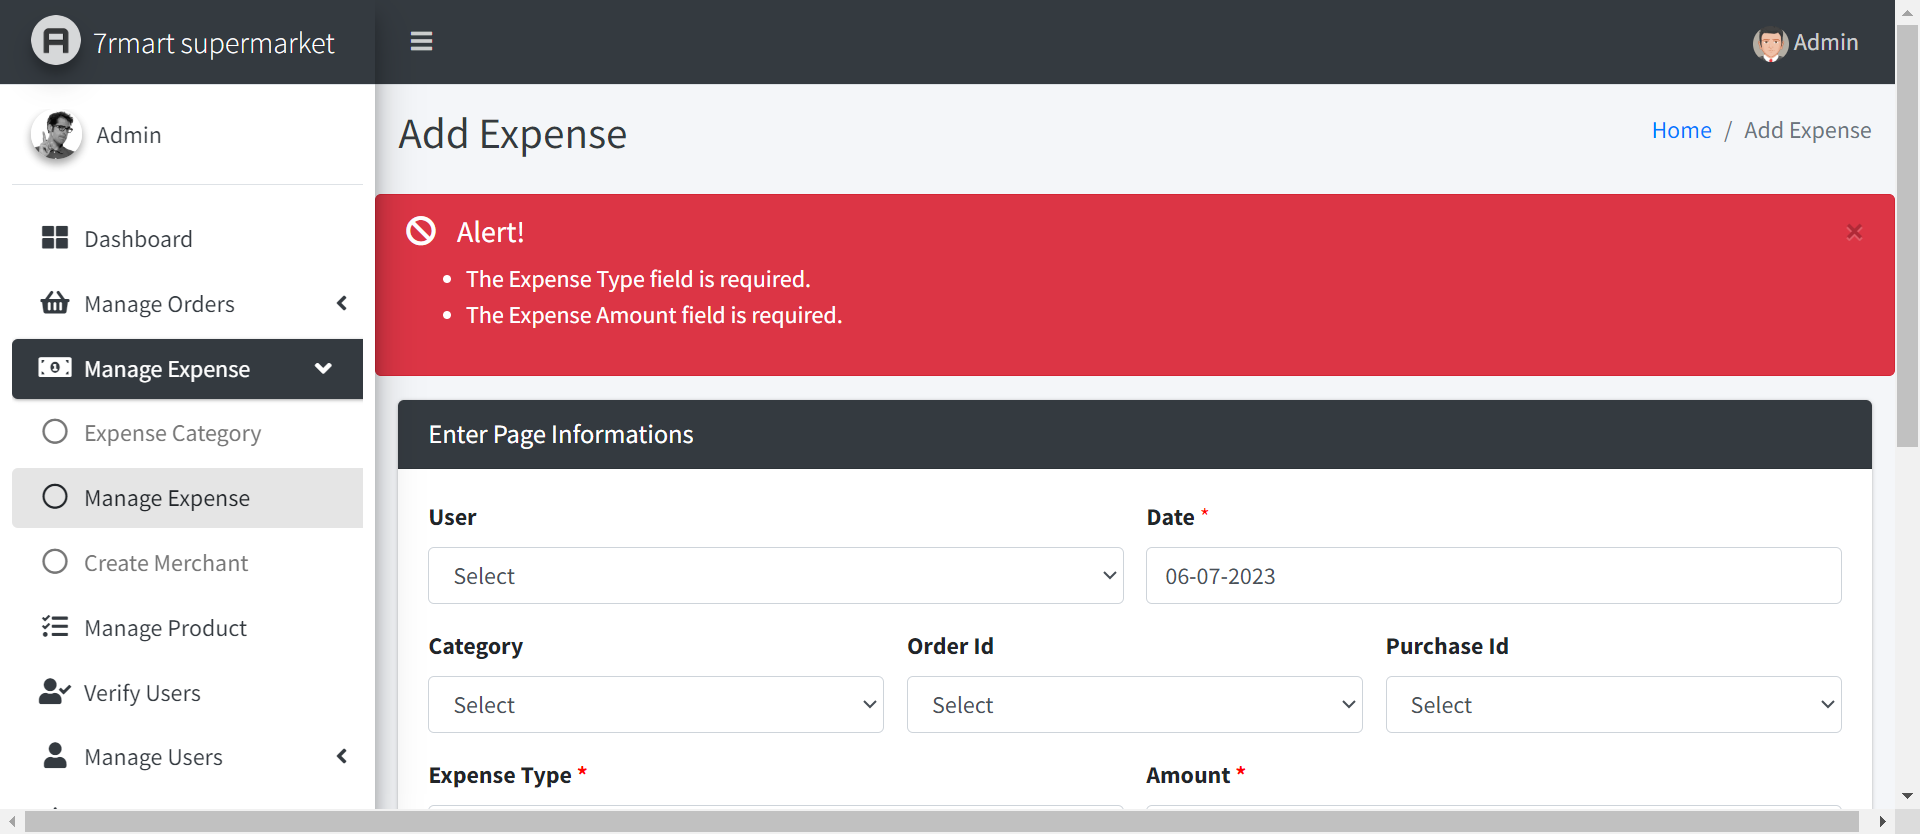 7rmart supermarket
Admin
Admin
Add Expense
Home / Add Expense
Alert!
×
The Expense Type field is required.
The Expense Amount field is required.
Dashboard
Manage Orders
Manage Expense
Expense Category
Manage Expense
Create Merchant
Manage Product
Verify Users
Manage Users
Enter Page Informations
User
Date *
Select
06-07-2023
Category
Order Id
Purchase Id
Select
Select
Select
Expense Type *
Amount *